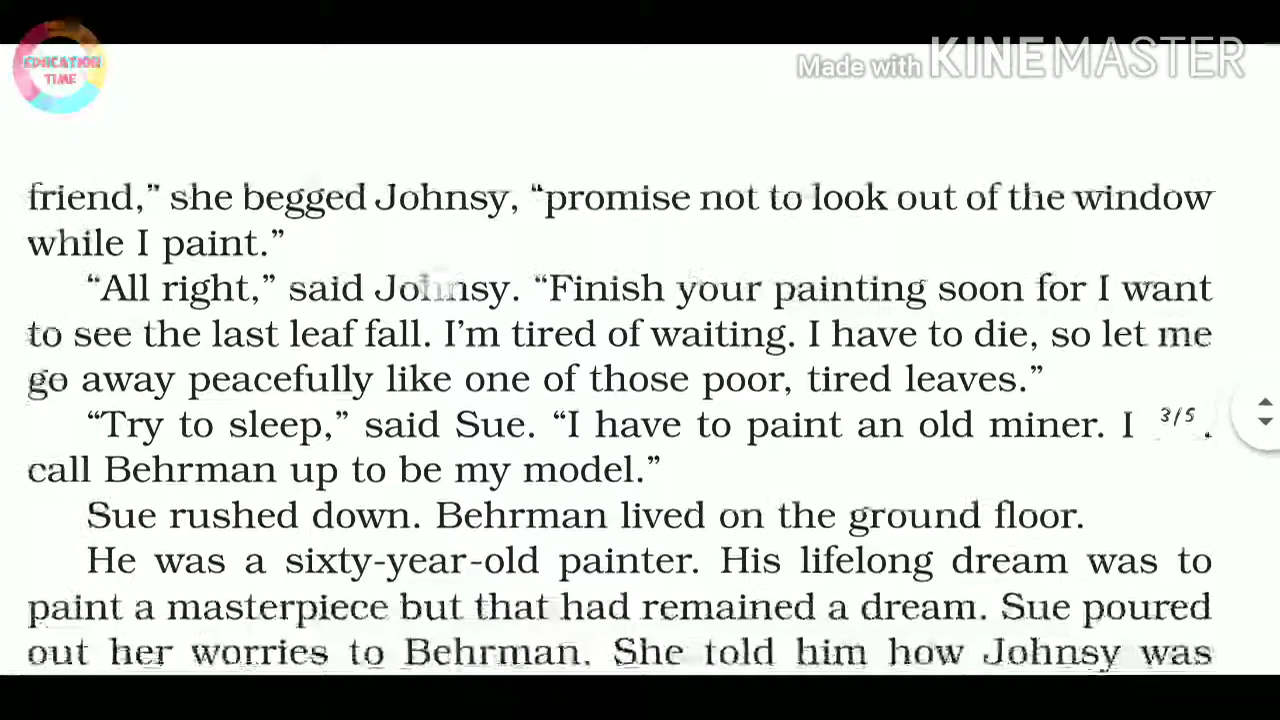 EDUCATION
TIME
Made with KINEMASTER
friend,” she begged Johnsy, “promise not to look out of the window
while I paint.”
“All right,” said Johnsy. “Finish your painting soon for I want
to see the last leaf fall. I’m tired of waiting. I have to die, so let me
go away peacefully like one of those poor, tired leaves.”
“Try to sleep,” said Sue. “I have to paint an old miner. I 3/5 .
call Behrman up to be my model.”
Sue rushed down. Behrman lived on the ground floor.
He was a sixty-year-old painter. His lifelong dream was to
paint a masterpiece but that had remained a dream. Sue poured
out her worries to Behrman. She told him how Johnsy was